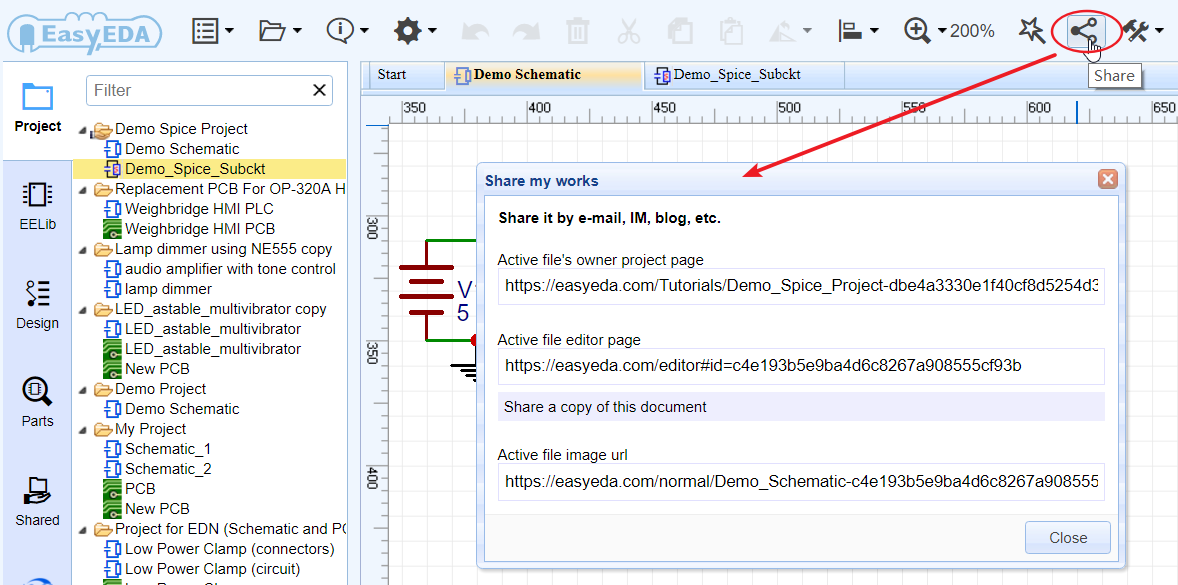 EasyEDA
200%
Share
Project
EELib
Design
Parts
Shared
Filter
Demo Spice Project
Demo Schematic
Demo_Spice_Subckt
Replacement PCB For OP-320A H
Weighbridge HMI PLC
Weighbridge HMI PCB
Lamp dimmer using NE555 copy
audio amplifier with tone control
lamp dimmer
LED_astable_multivibrator copy
LED_astable_multivibrator
LED_astable_multivibrator
New PCB
Demo Project
Demo Schematic
My Project
Schematic_1
Schematic_2
PCB
New PCB
Project for EDN (Schematic and PC
Low Power Clamp (connectors)
Low Power Clamp (circuit)
Start
Demo Schematic
Demo_Spice_Subckt
350 400 450 500 550 600 650
300
350
400
V
5
Share my works
Share it by e-mail, IM, blog, etc.
Active file's owner project page
https://easyeda.com/Tutorials/Demo_Spice_Project-dbe4a3330e1f40cf8d5254d3
Active file editor page
https://easyeda.com/editor#id=c4e193b5e9ba4d6c8267a908555cf93b
Share a copy of this document
Active file image url
https://easyeda.com/normal/Demo_Schematic-c4e193b5e9ba4d6c8267a908555
Close